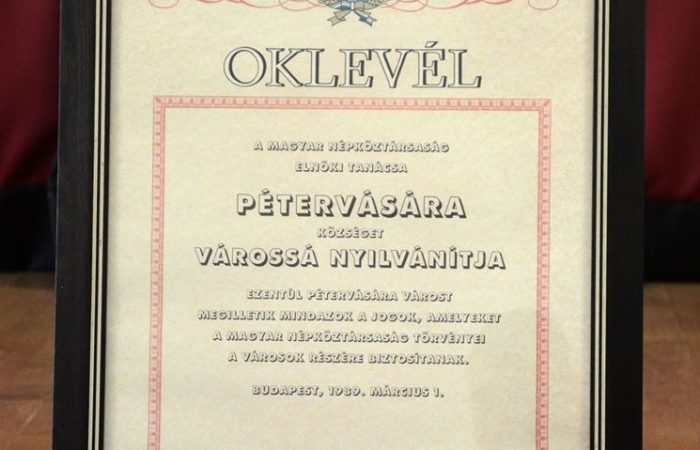 OKLEVÉL
A MAGYAR NÉPKÖZTÁRSASÁG
ELNÖKI TANÁCSA
PÉTERVÁSÁRA
KÖZSÉGET
VÁROSSÁ NYILVÁNÍTJA
EZENTÚL PÉTERVÁSÁRA VÁROST
MEGILLETIK MINDAZOK A JOGOK, AMELYEKET
A MAGYAR NÉPKÖZTÁRSASÁG TÖRVÉNYEI
A VÁROSOK RÉSZÉRE BIZTOSÍTANAK.
BUDAPEST, 1989. MÁRCIUS 1.